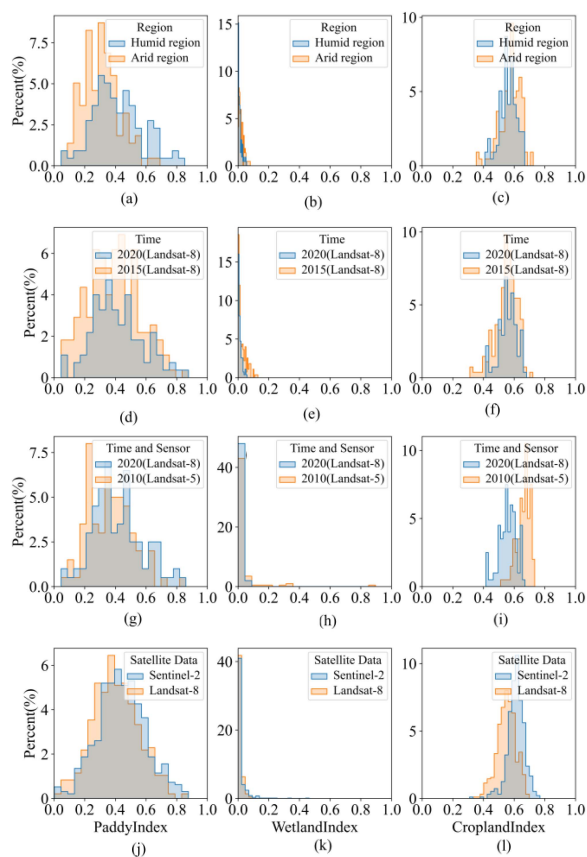 Region
Humid region
Arid region
Region
Humid region
Arid region
Region
Humid region
Arid region
Percent(%)
7.5
5.0
2.5
0.0
15
10
5
0
10
5
0
0.0 0.2 0.4 0.6 0.8 1.0
0.0 0.2 0.4 0.6 0.8 1.0
0.0 0.2 0.4 0.6 0.8 1.0
(a)
(b)
(c)
Time
2020(Landsat-8)
2015(Landsat-8)
Time
2020(Landsat-8)
2015(Landsat-8)
Time
2020(Landsat-8)
2015(Landsat-8)
Percent(%)
6
4
2
0
15
10
5
0
10
5
0
0.0 0.2 0.4 0.6 0.8 1.0
0.0 0.2 0.4 0.6 0.8 1.0
0.0 0.2 0.4 0.6 0.8 1.0
(d)
(e)
(f)
Time and Sensor
2020(Landsat-8)
2010(Landsat-5)
Time and Sensor
2020(Landsat-8)
2010(Landsat-5)
Time and Sensor
2020(Landsat-8)
2010(Landsat-5)
Percent(%)
7.5
5.0
2.5
0.0
40
20
0
10
5
0
0.0 0.2 0.4 0.6 0.8 1.0
0.0 0.2 0.4 0.6 0.8 1.0
0.0 0.2 0.4 0.6 0.8 1.0
(g)
(h)
(i)
Satellite Data
Sentinel-2
Landsat-8
Satellite Data
Sentinel-2
Landsat-8
Satellite Data
Sentinel-2
Landsat-8
Percent(%)
6
4
2
0
40
20
0
10
5
0
0.0 0.2 0.4 0.6 0.8 1.0
0.0 0.2 0.4 0.6 0.8 1.0
0.0 0.2 0.4 0.6 0.8 1.0
PaddyIndex
WetlandIndex
CroplandIndex
(j)
(k)
(l)